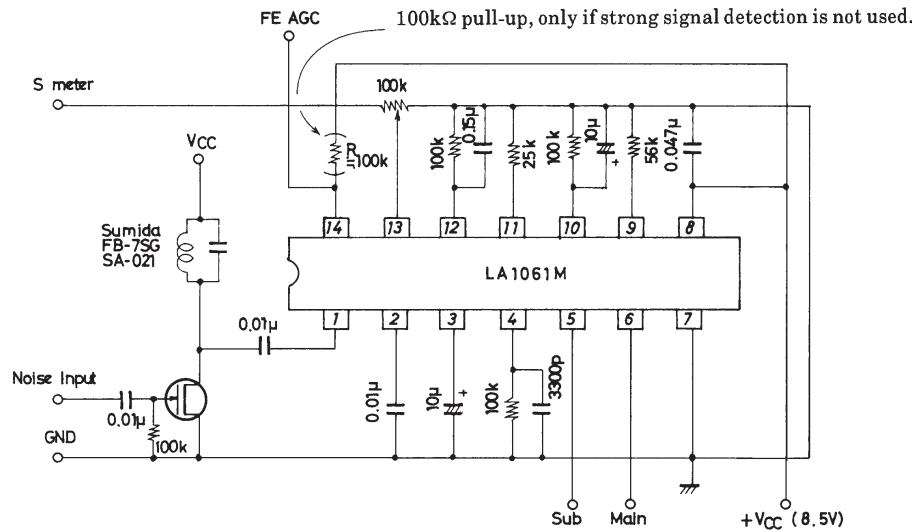 FE AGC
100kΩ pull-up, only if strong signal detection is not used.
S meter
100k
VCC
R
100k
100k
0.15μ
25k
100k
10μ
+
56k
0.047μ
Sumida
FB-7SG
SA-021
14
13
12
11
10
9
8
LA1061M
1
2
3
4
5
6
7
0.01μ
Noise Input
0.01μ
100k
GND
0.01μ
10μ
+
100k
3300p
Sub
Main
+VCC (8.5V)